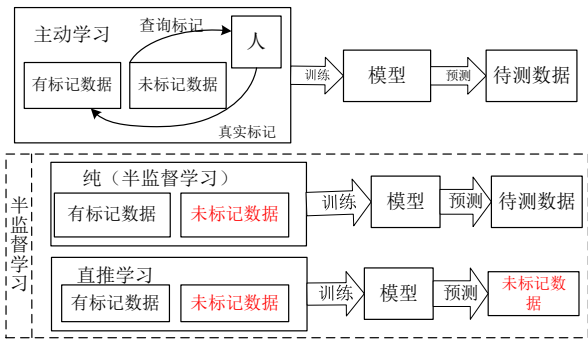 主动学习
查询标记
人
有标记数据
未标记数据
真实标记
训练
模型
预测
待测数据
半监督学习
纯（半监督学习）
有标记数据
未标记数据
训练
模型
预测
待测数据
直推学习
有标记数据
未标记数据
训练
模型
预测
未标记数
据